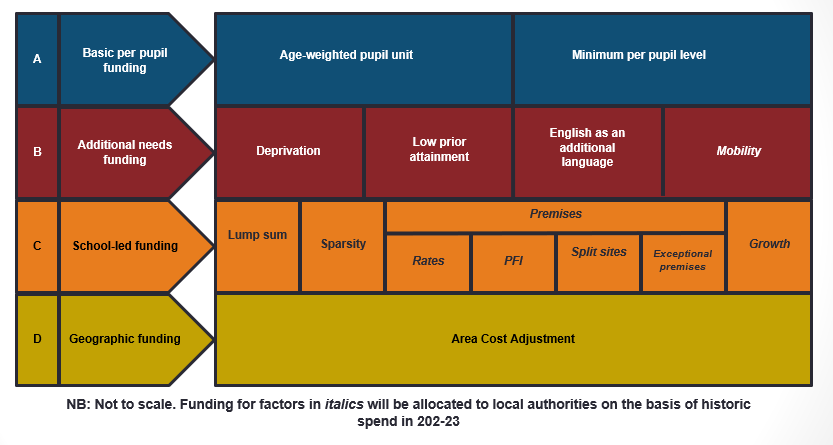 A
Basic per pupil
funding
Age-weighted pupil unit
Minimum per pupil level
B
Additional needs
funding
Deprivation
Low prior
attainment
English as an
additional
language
Mobility
C
School-led funding
Lump sum
Sparsity
Premises
Rates
PFI
Split sites
Exceptional
premises
Growth
D
Geographic funding
Area Cost Adjustment
NB: Not to scale. Funding for factors in italics will be allocated to local authorities on the basis of historic
spend in 202-23